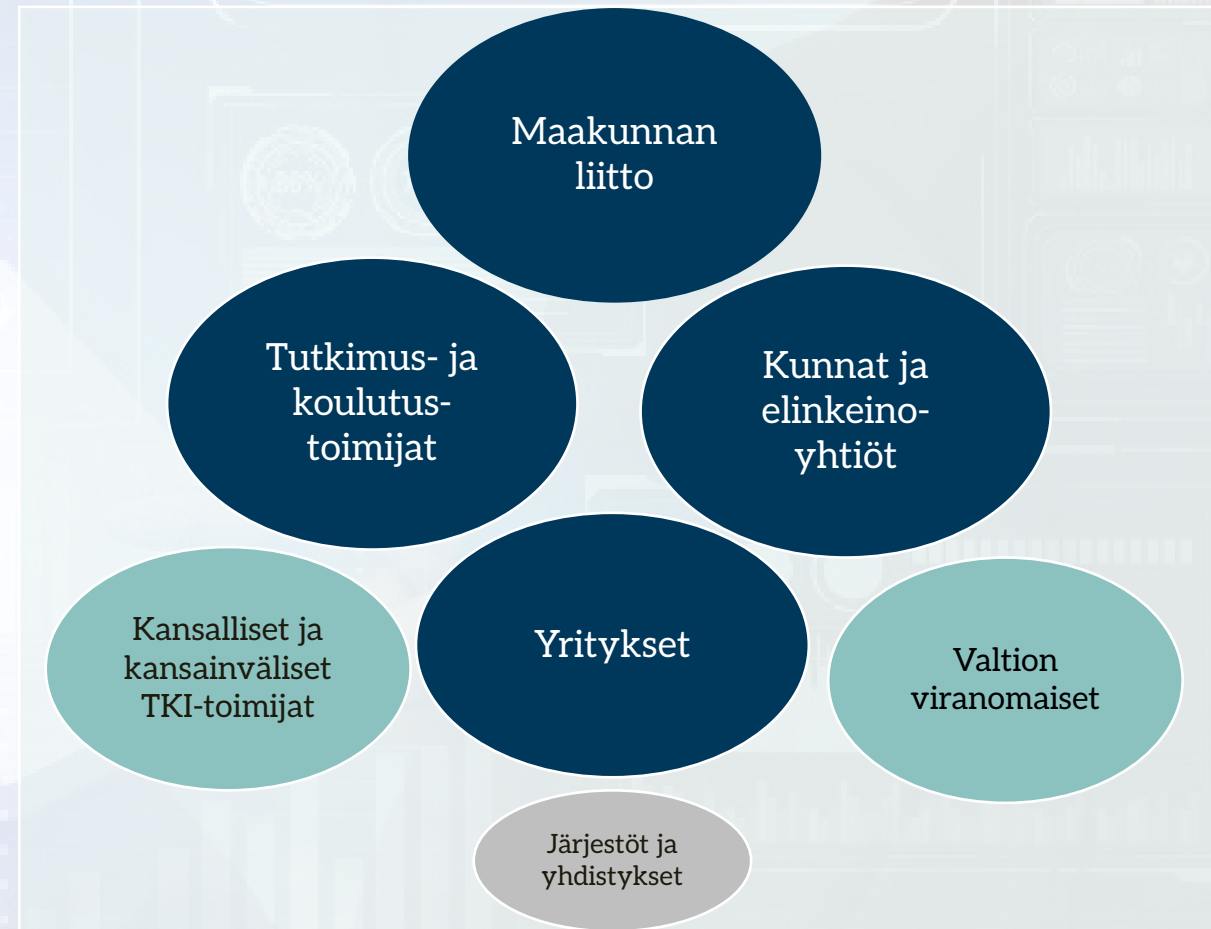 Maakunnan
liitto
Tutkimus- ja
koulutus-
toimijat
Kunnat ja
elinkeino-
yhtiöt
Kansalliset ja
kansainväliset
TKI-toimijat
Yritykset
Valtion
viranomaiset
Järjestöt ja
yhdistykset